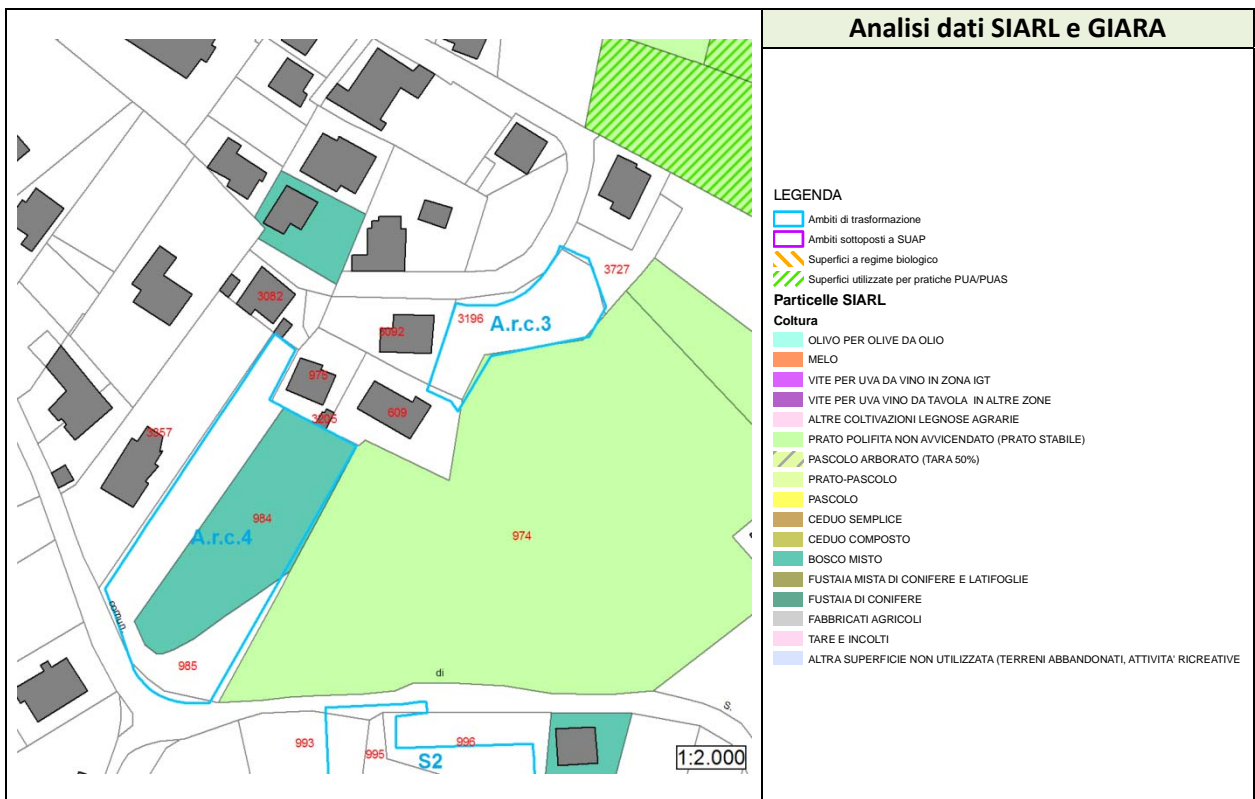 Analisi dati SIARL e GIARA
3727
3196
A.r.c.3
3082
3092
976
3205
609
3357
984
A.r.c.4
974
comun.
985
di
S.
993
995
996
S2
1:2.000
LEGENDA
Ambiti di trasformazione
Ambiti sottoposti a SUAP
Superfici a regime biologico
Superfici utilizzate per pratiche PUA/PUAS
Particelle SIARL
Coltura
OLIVO PER OLIVE DA OLIO
MELO
VITE PER UVA DA VINO IN ZONA IGT
VITE PER UVA VINO DA TAVOLA IN ALTRE ZONE
ALTRE COLTIVAZIONI LEGNOSE AGRARIE
PRATO POLIFITA NON AVVICENDATO (PRATO STABILE)
PASCOLO ARBORATO (TARA 50%)
PRATO-PASCOLO
PASCOLO
CEDUO SEMPLICE
CEDUO COMPOSTO
BOSCO MISTO
FUSTAIA MISTA DI CONIFERE E LATIFOGLIE
FUSTAIA DI CONIFERE
FABBRICATI AGRICOLI
TARE E INCOLTI
ALTRA SUPERFICIE NON UTILIZZATA (TERRENI ABBANDONATI, ATTIVITA' RICREATIVE